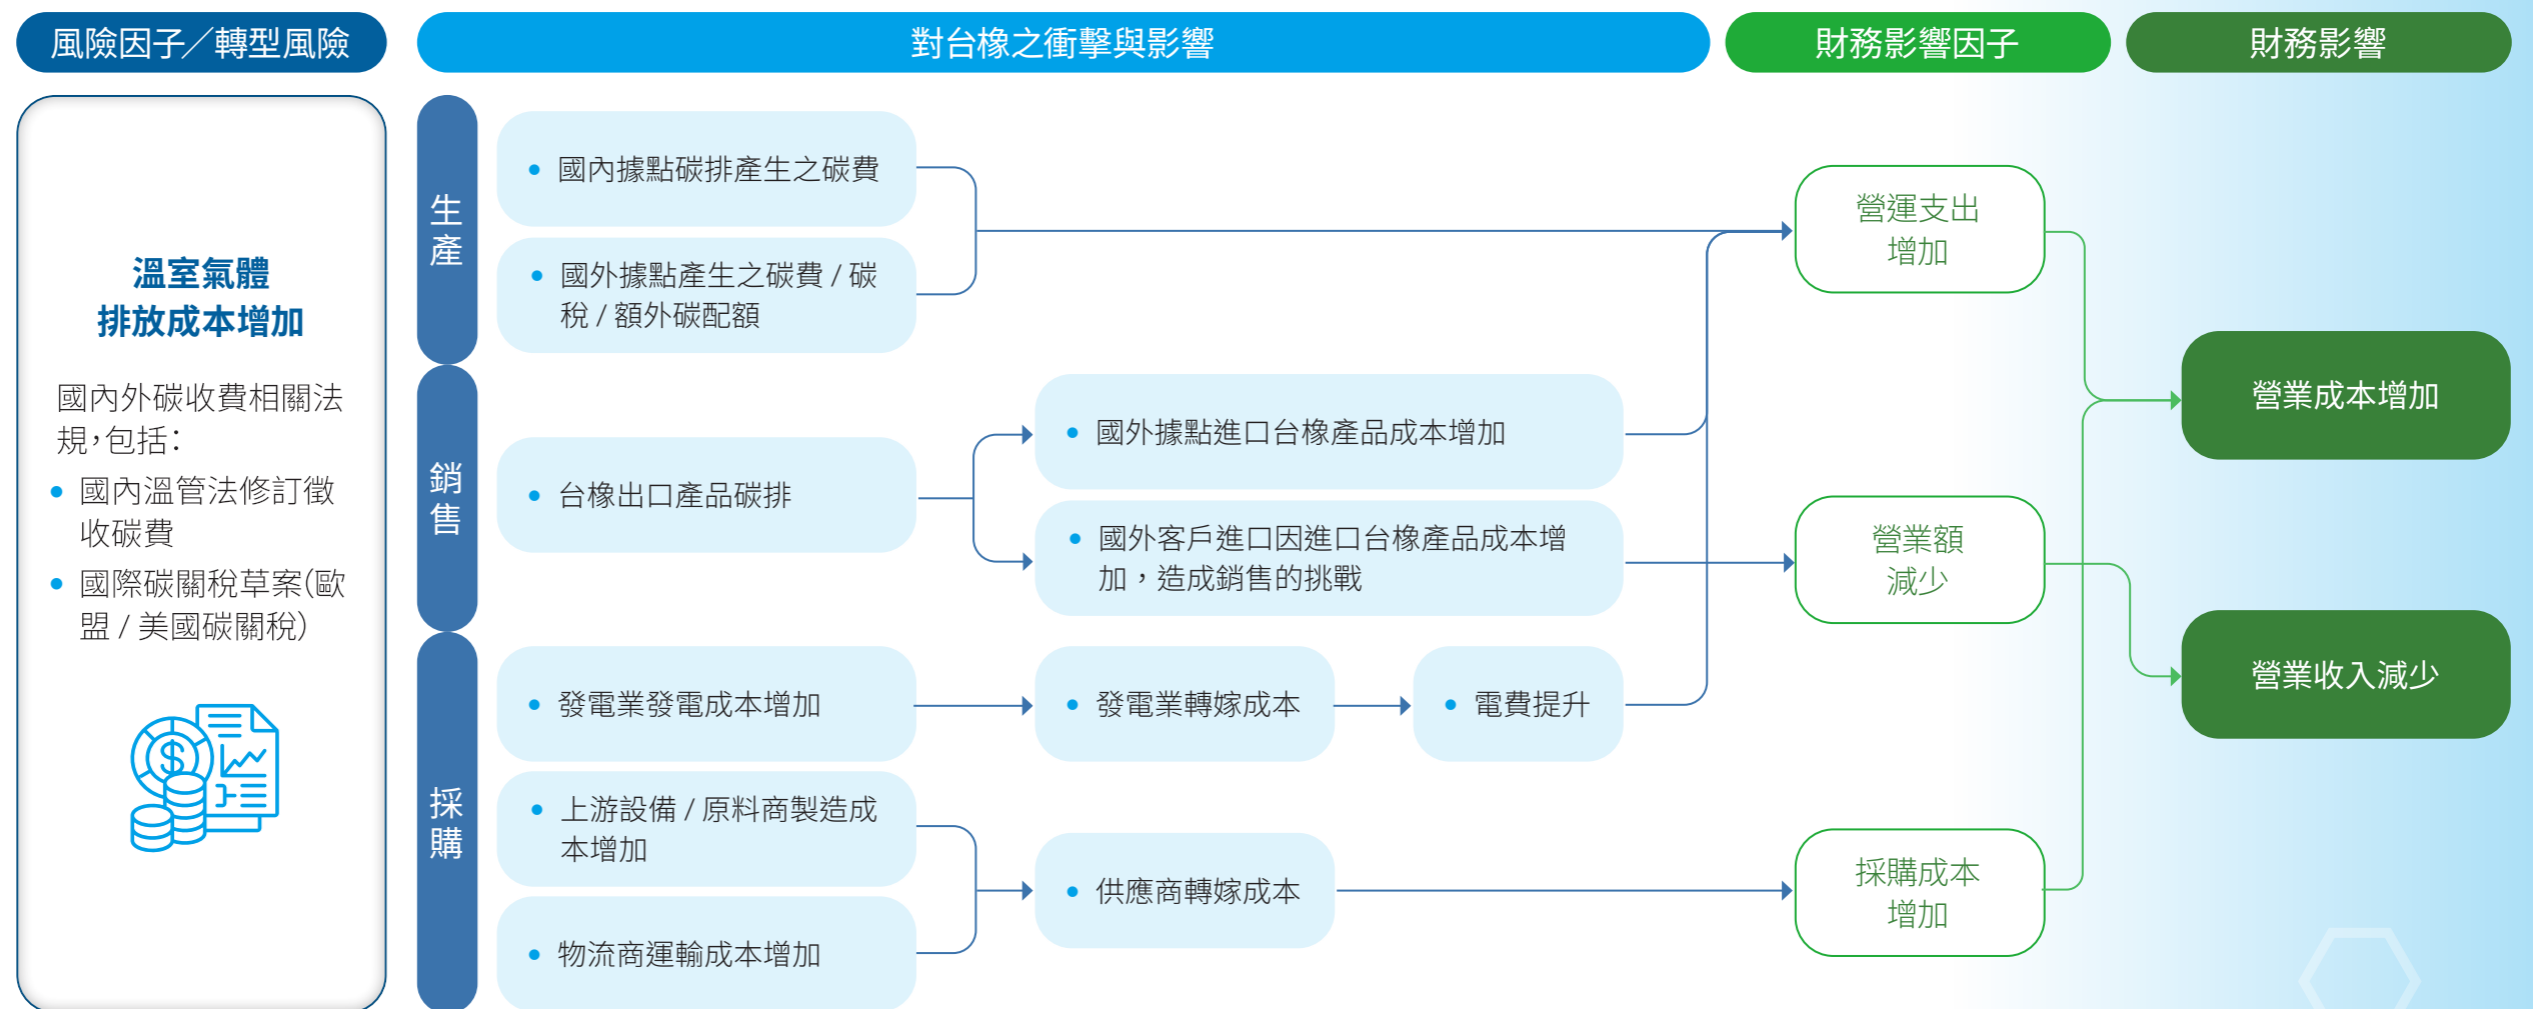 風險因子／轉型風險
對台橡之衝擊與影響
財務影響因子
財務影響
溫室氣體
排放成本增加
國內外碳收費相關法
規，包括：
• 國內溫管法修訂徵
收碳費
• 國際碳關稅草案（歐
盟 / 美國碳關稅）
生
產
• 國內據點碳排產生之碳費
• 國外據點產生之碳費 / 碳
稅 / 額外碳配額
銷
售
• 台橡出口產品碳排
• 國外據點進口台橡產品成本增加
• 國外客戶進口因進口台橡產品成本增
加，造成銷售的挑戰
採
購
• 發電業發電成本增加
• 發電業轉嫁成本
• 電費提升
• 上游設備 / 原料商製造成
本增加
• 物流商運輸成本增加
• 供應商轉嫁成本
營運支出
增加
營業額
減少
採購成本
增加
營業成本增加
營業收入減少